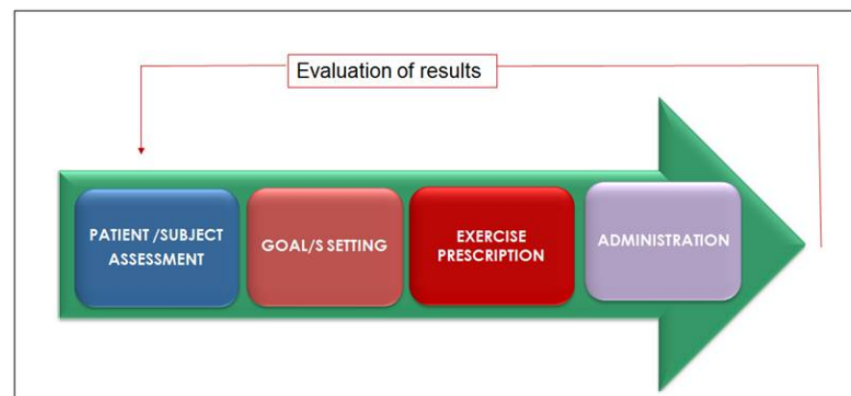 Evaluation of results
PATIENT /SUBJECT
ASSESSMENT
GOAL/S SETTING
EXERCISE
PRESCRIPTION
ADMINISTRATION